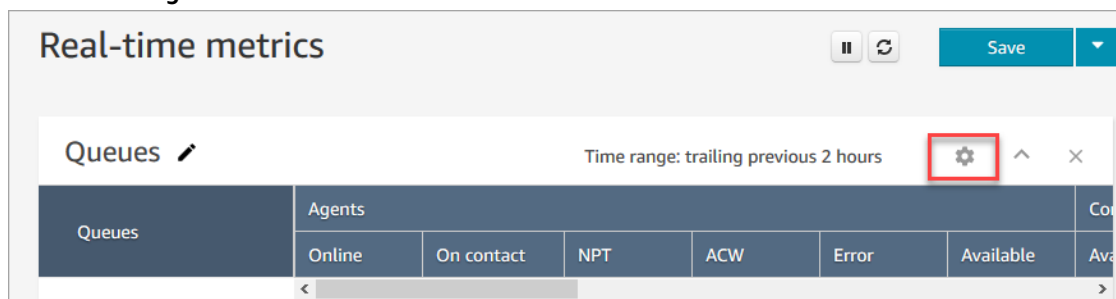 Real-time metrics
Save
Queues
Time range: trailing previous 2 hours
Queues
Agents
Online On contact NPT ACW Error Available